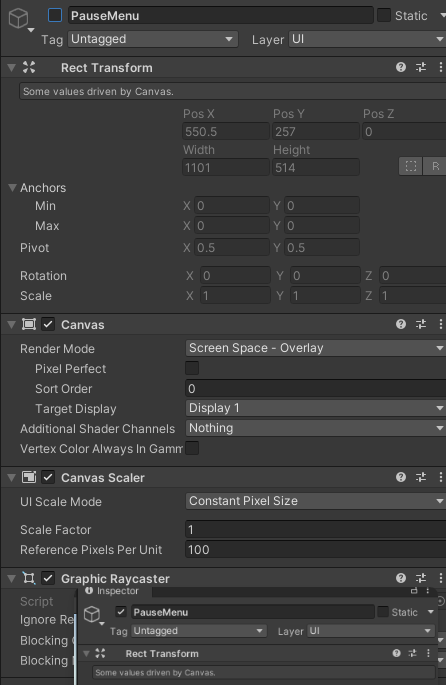 PauseMenu Static
Tag Untagged Layer UI
Rect Transform
Some values driven by Canvas.
Pos X Pos Y Pos Z
550.5 257 0
Width Height
1101 514
R
Anchors
Min X 0 Y 0
Max X 0 Y 0
Pivot X 0.5 Y 0.5
Rotation X 0 Y 0 Z 0
Scale X 1 Y 1 Z 1
Canvas
Render Mode Screen Space - Overlay
Pixel Perfect
Sort Order 0
Target Display Display 1
Additional Shader Channels Nothing
Vertex Color Always In Gamm
Canvas Scaler
UI Scale Mode Constant Pixel Size
Scale Factor 1
Reference Pixels Per Unit 100
Graphic Raycaster
Script
Inspector
Ignore Re
PauseMenu Static
Blocking
Tag Untagged Layer UI
Blocking
Rect Transform
Some values driven by Canvas.